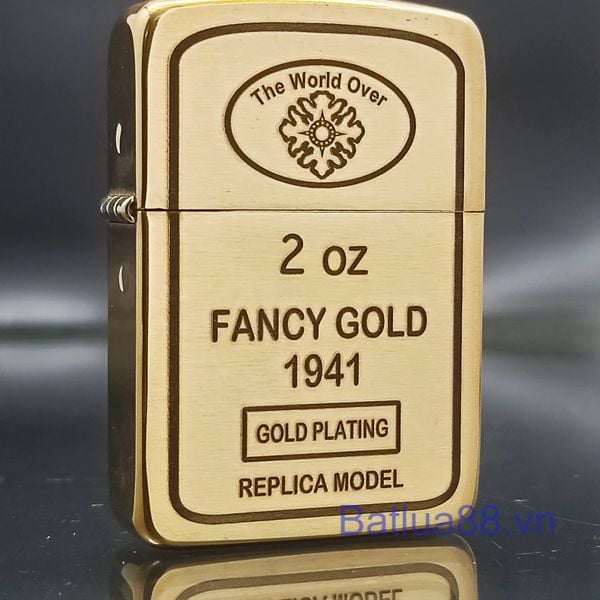 The World Over
2 oz
FANCY GOLD
1941
GOLD PLATING
REPLICA MODEL
Batlua88.vn